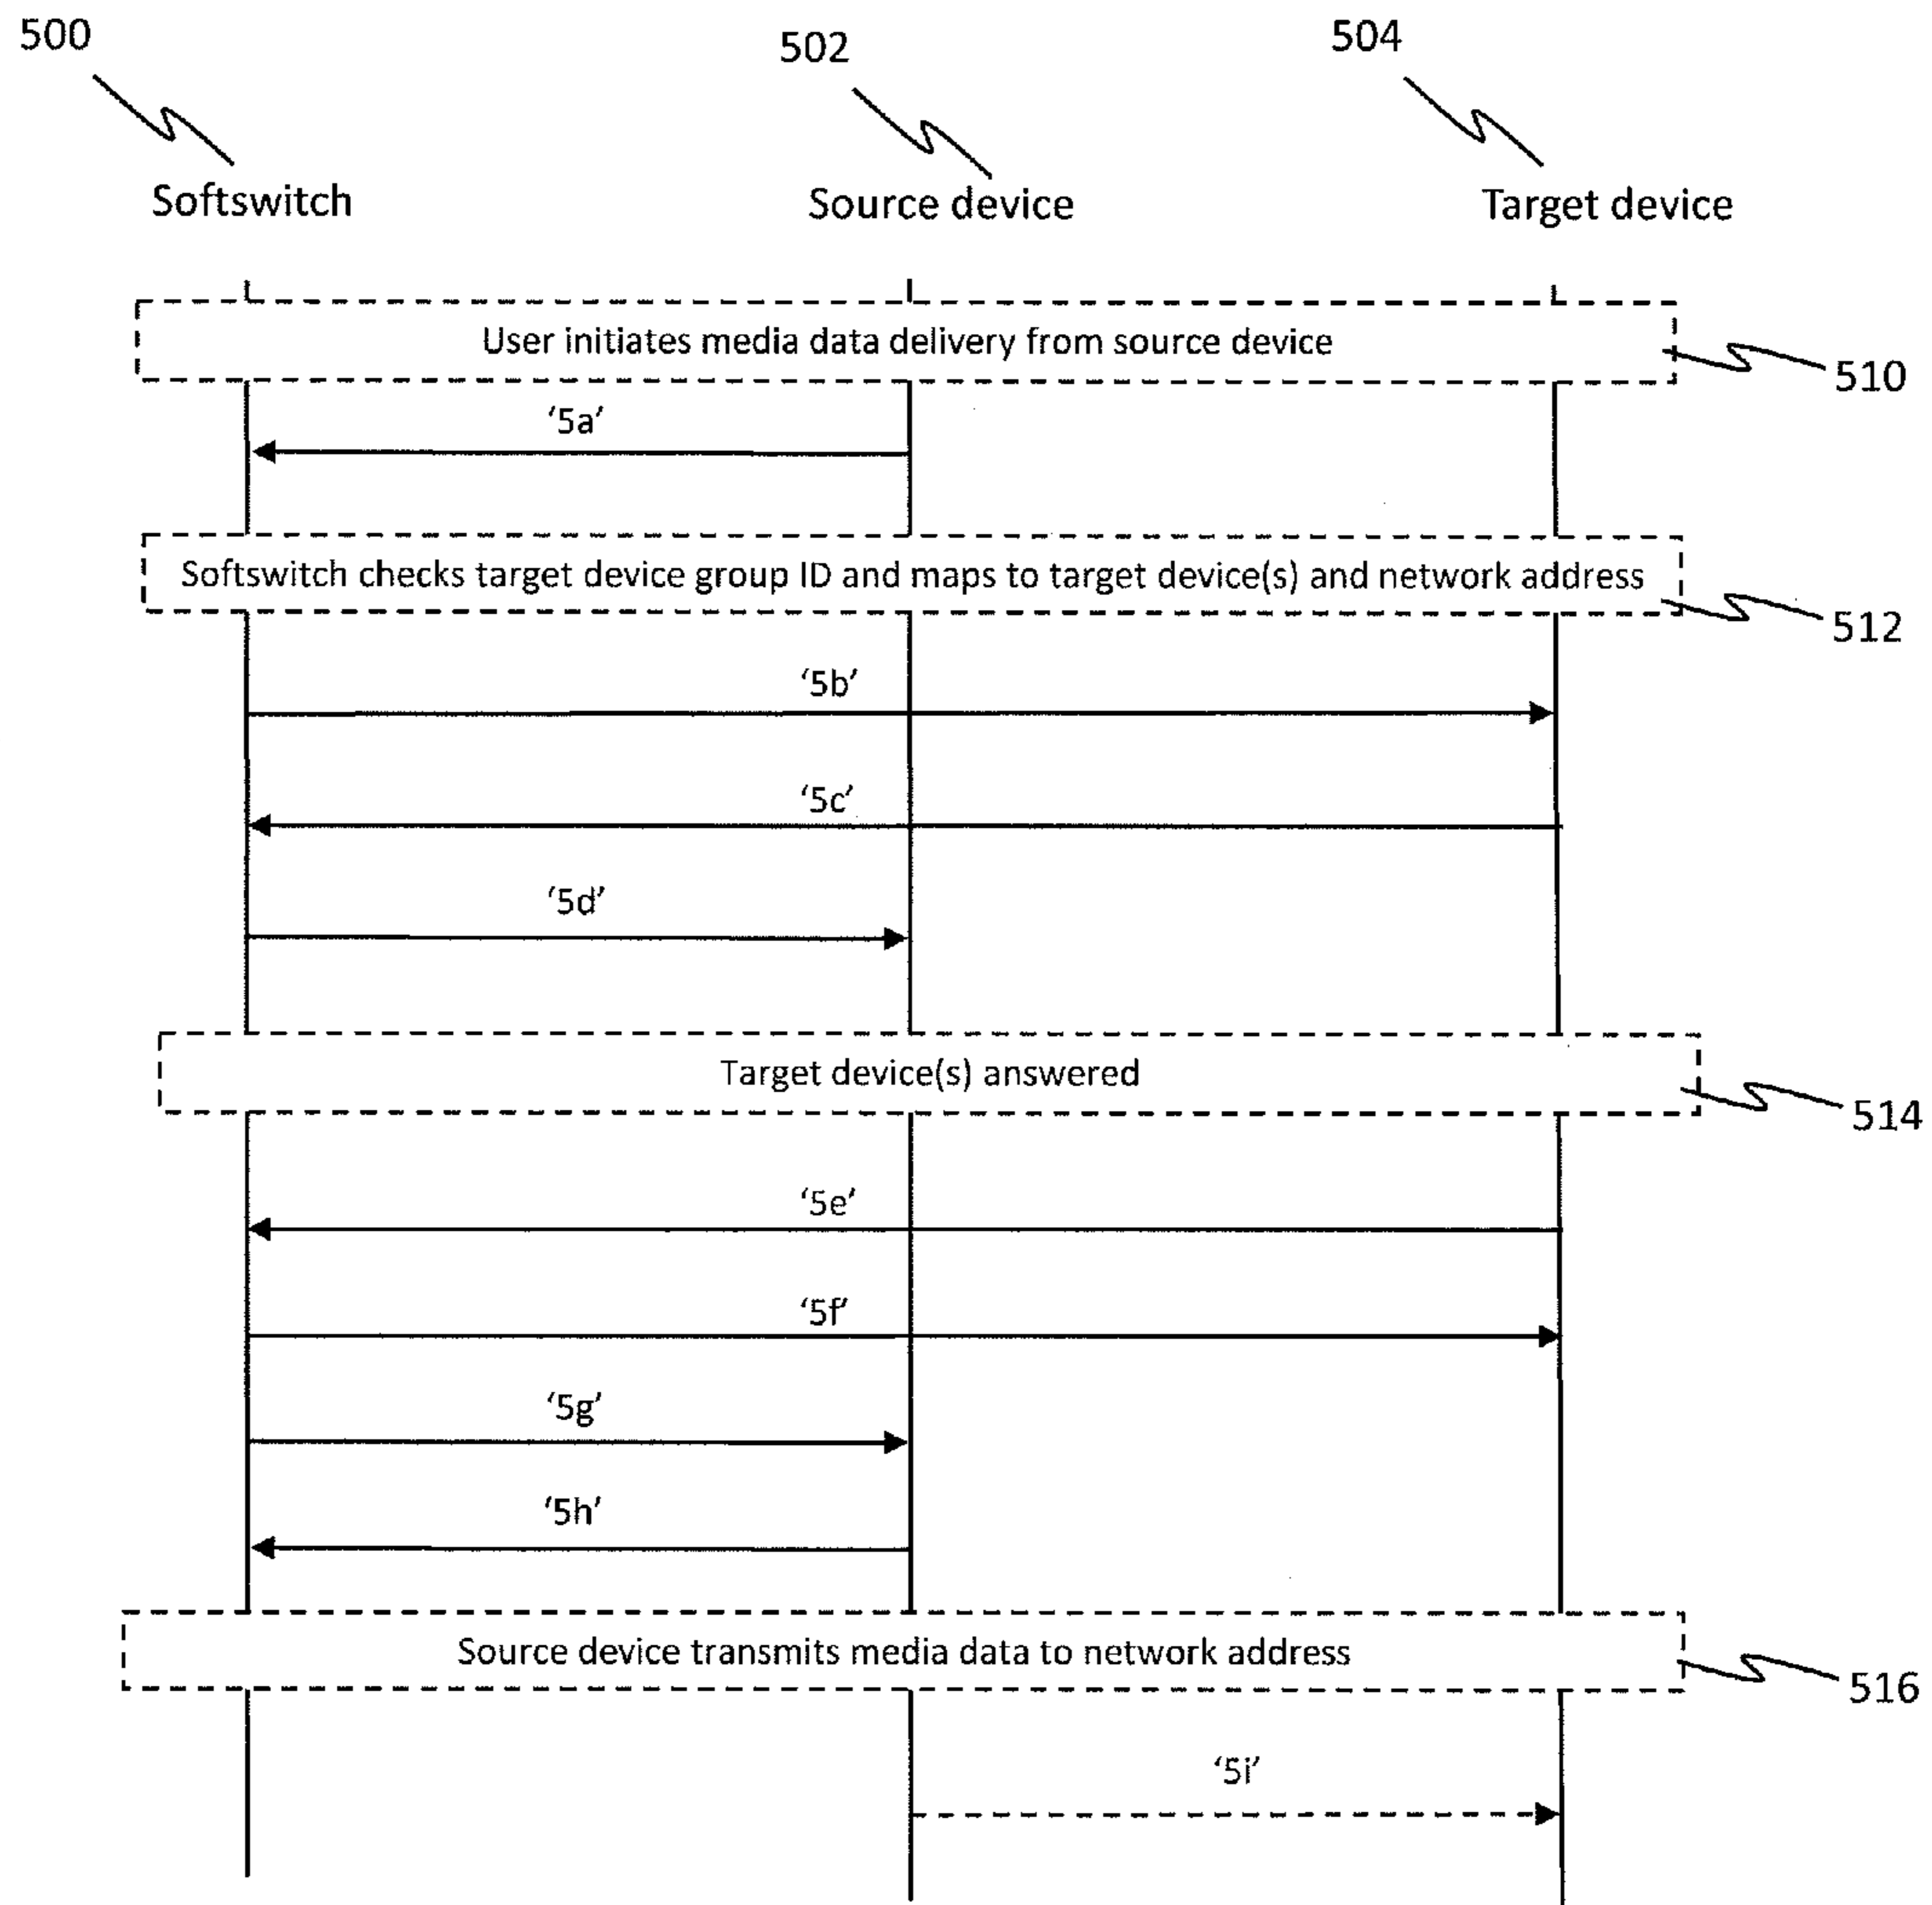 500
502
504
Softswitch
Source device
Target device
User initiates media data delivery from source device
510
‘5a’
Softswitch checks target device group ID and maps to target device(s) and network address
512
‘5b’
‘5c’
‘5d’
Target device(s) answered
514
‘5e’
‘5f’
‘5g’
‘5h’
Source device transmits media data to network address
516
‘5i’